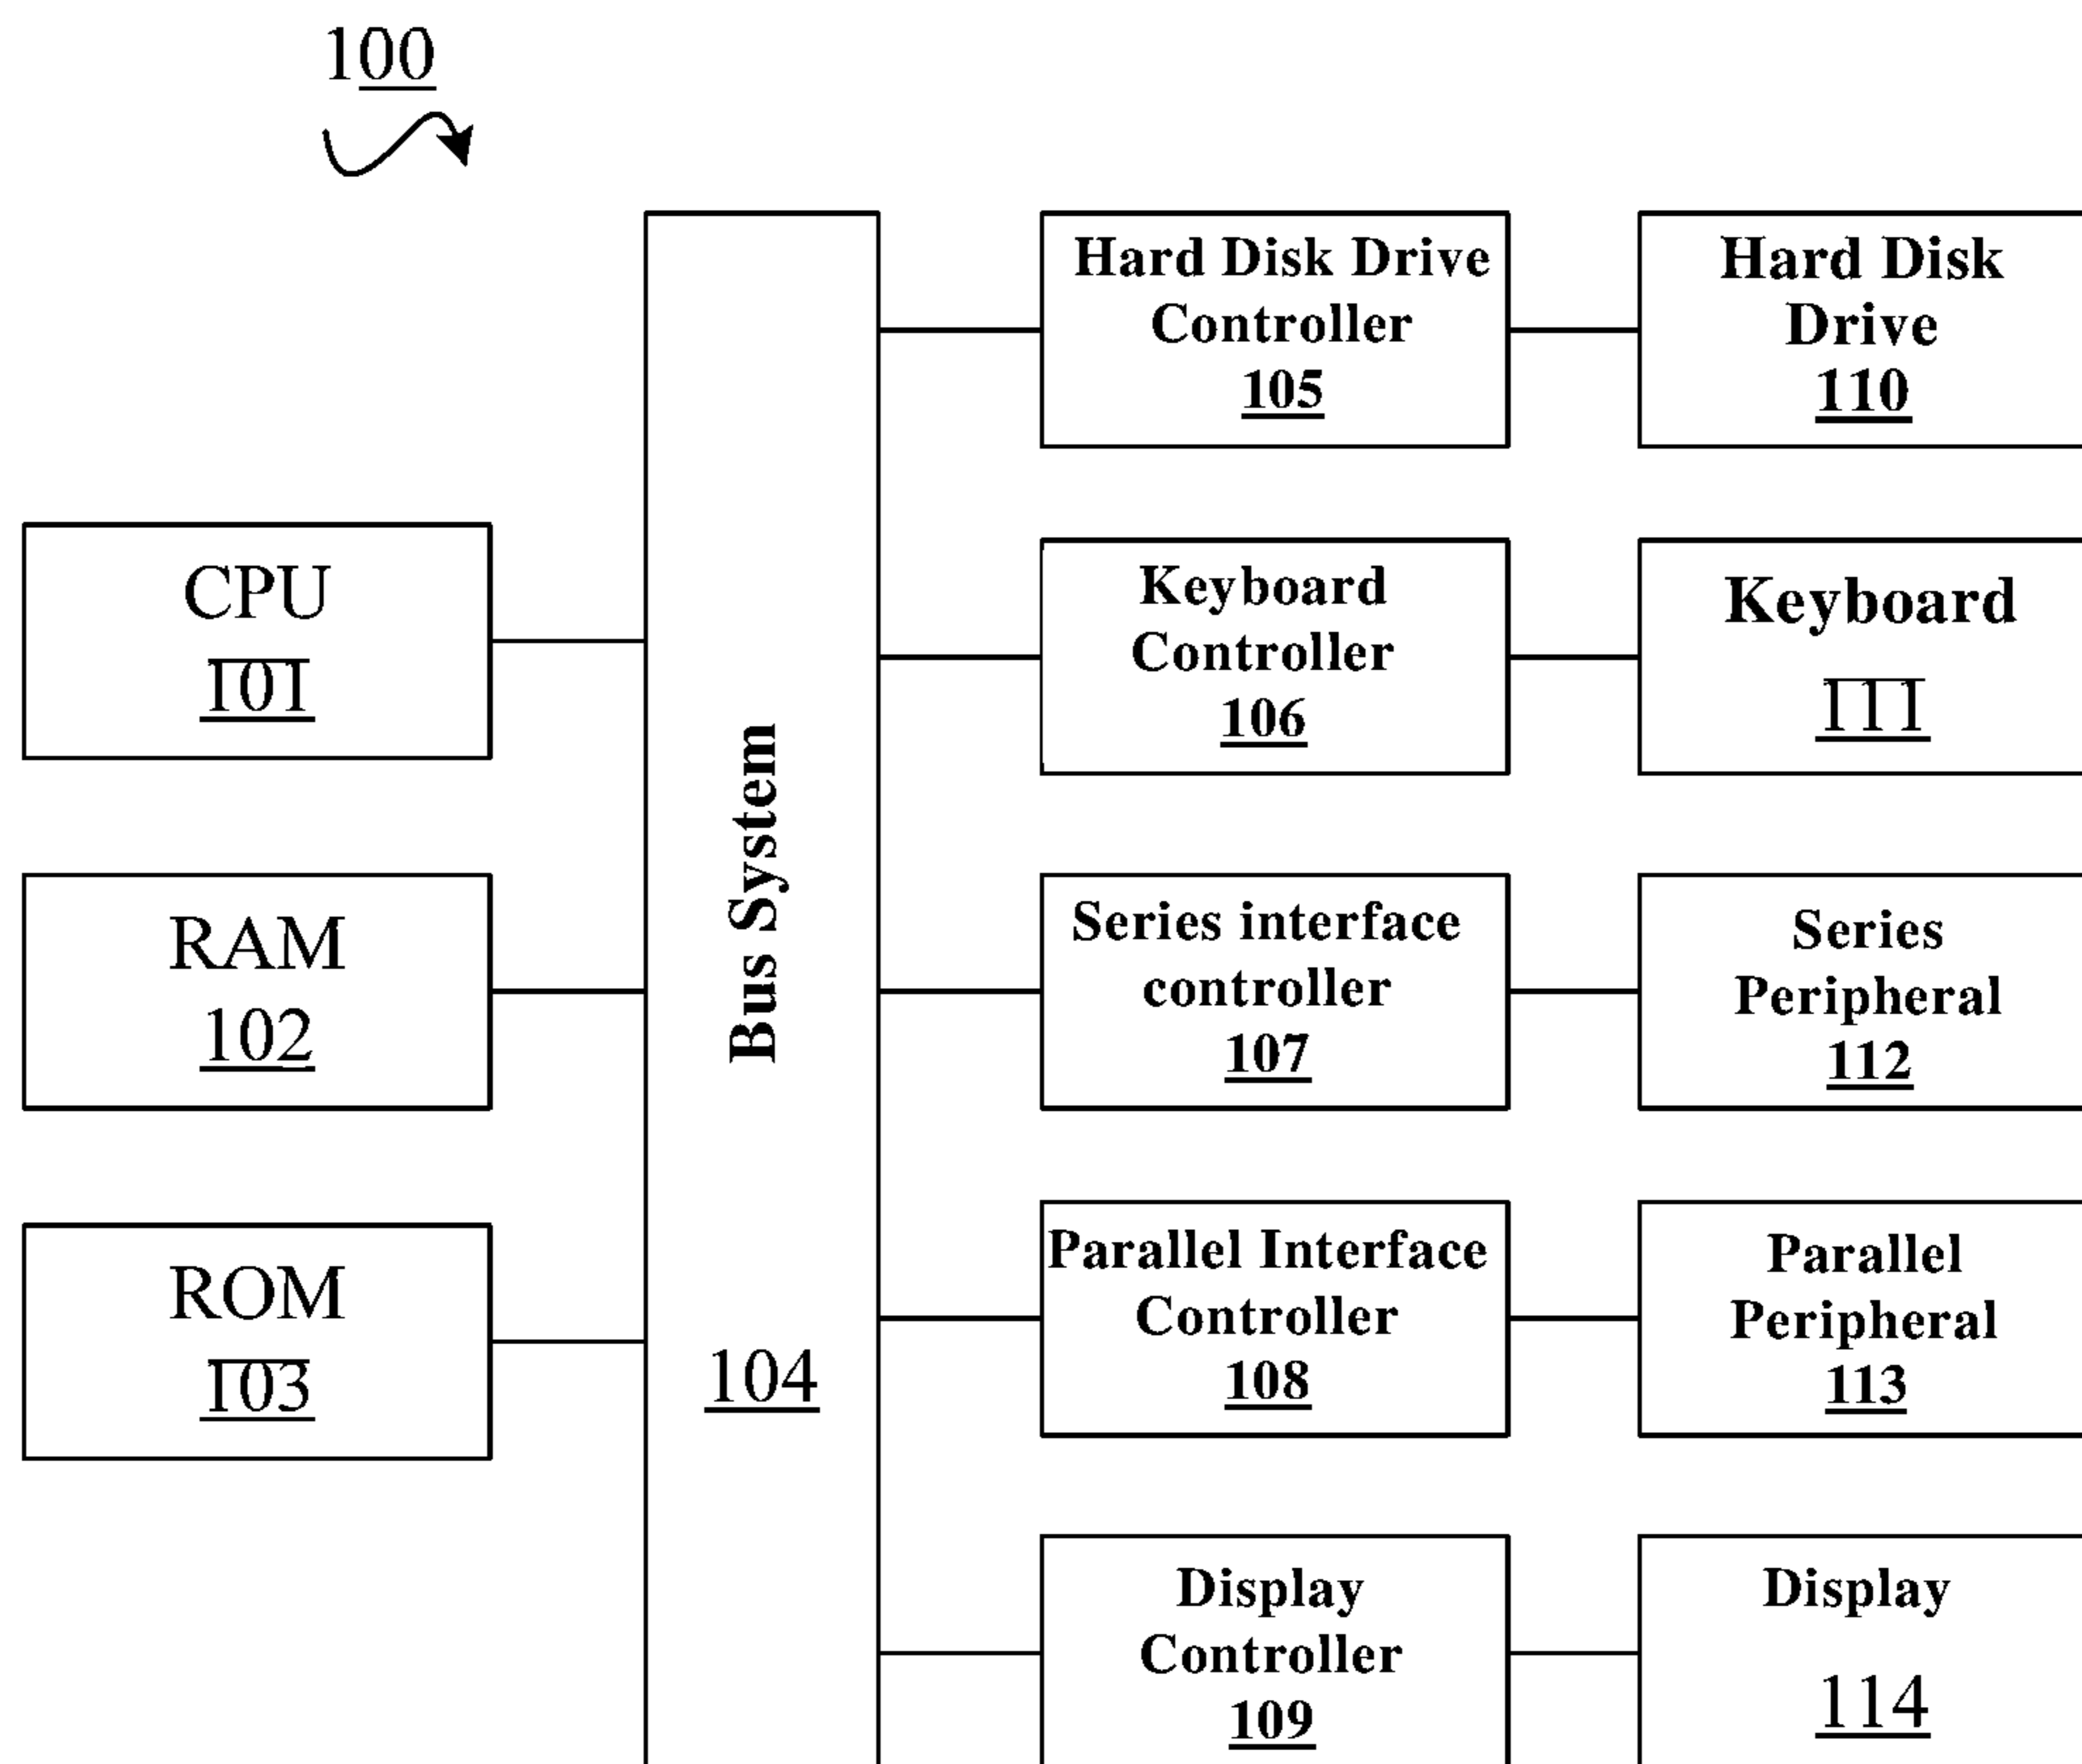 100
Hard Disk Drive
Controller
105
Hard Disk
Drive
110
CPU
101
Keyboard
Controller
106
Keyboard
111
Bus System
104
RAM
102
Series interface
controller
107
Series
Peripheral
112
ROM
103
Parallel Interface
Controller
108
Parallel
Peripheral
113
Display
Controller
109
Display
114